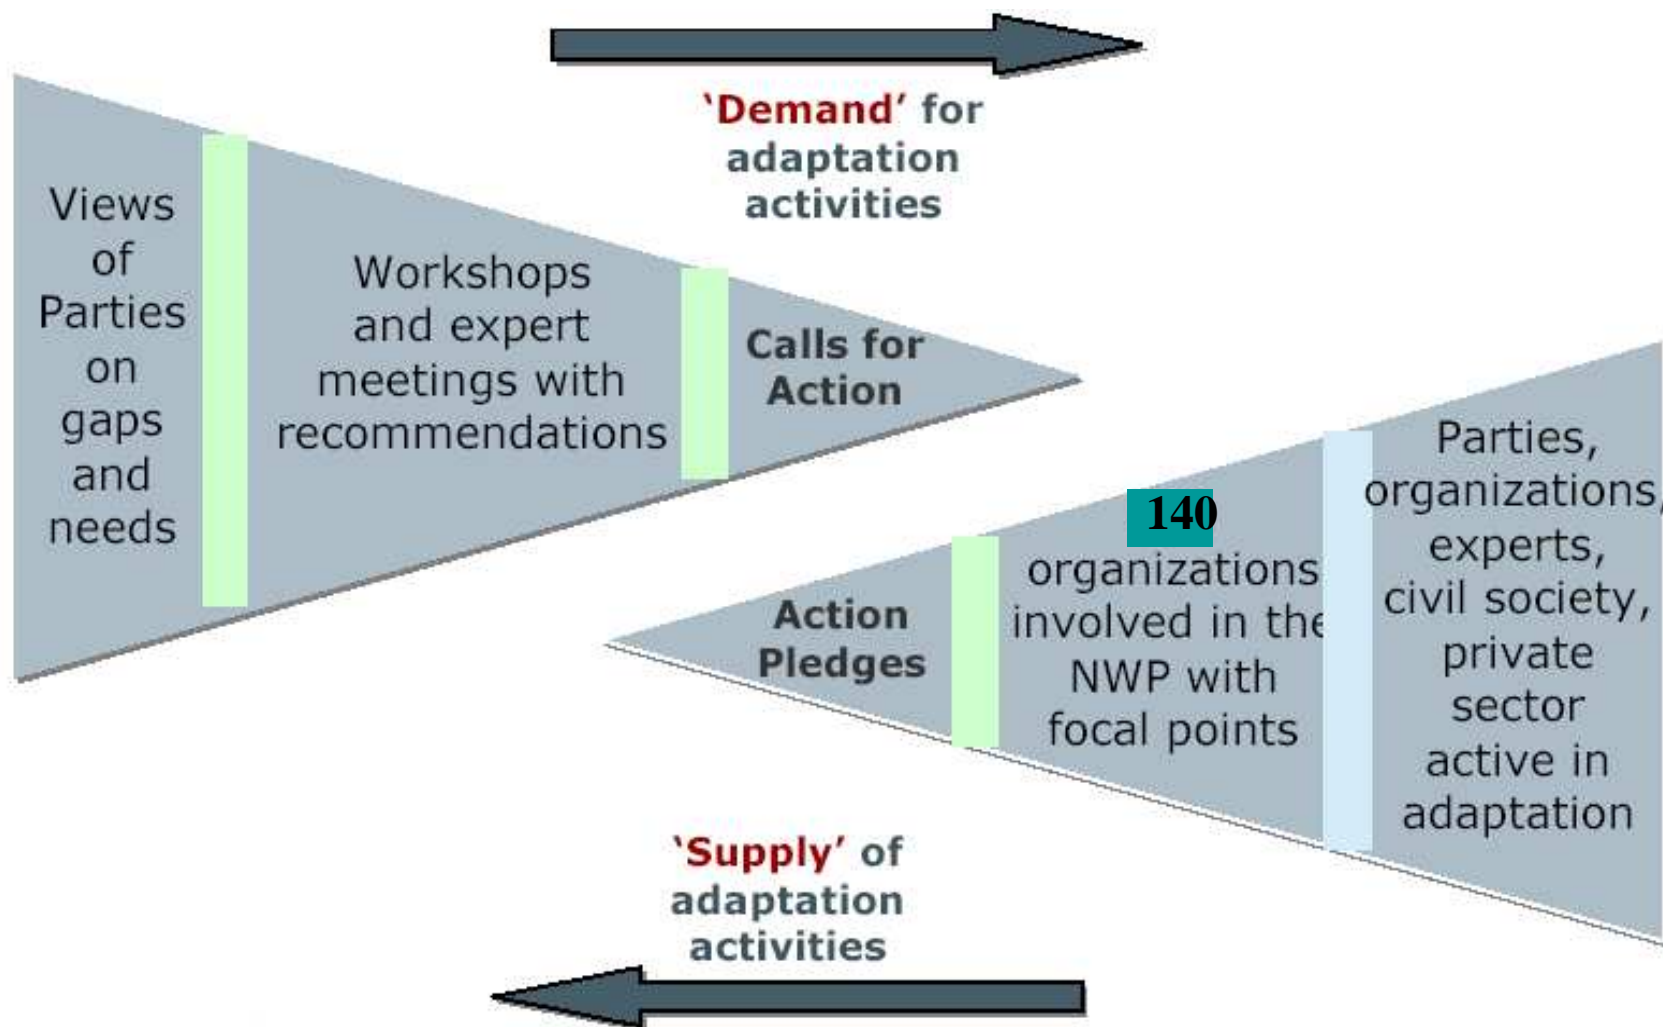 ‘Demand’ for
adaptation
activities
Views
of
Parties
on
gaps
and
needs
Workshops
and expert
meetings with
recommendations
Calls for
Action
Action
Pledges
140
organizations
involved in the
NWP with
focal points
Parties,
organizations,
experts,
civil society,
private
sector
active in
adaptation
‘Supply’ of
adaptation
activities